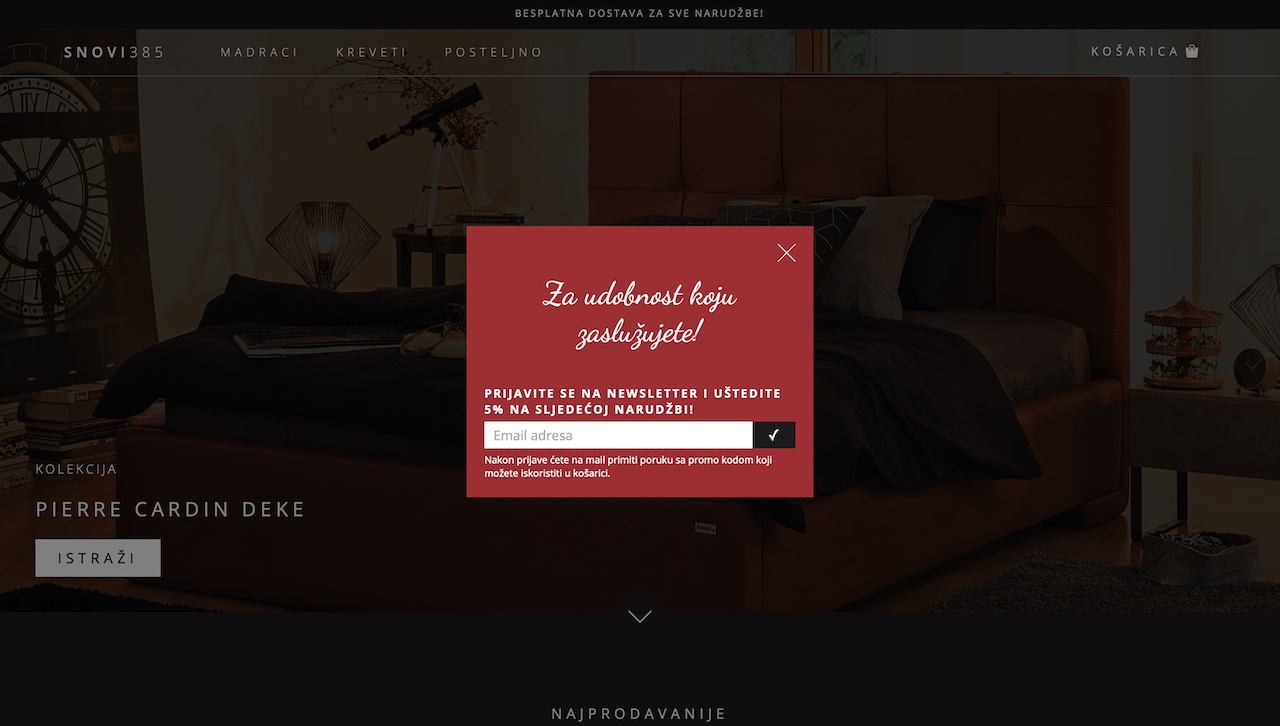 BESPLATNA DOSTAVA ZA SVE NARUDŽBE!
SNOVI385
MADRACI
KREVETI
POSTELJNO
KOŠARICA
Za udobnost koju
zaslužujete!
PRIJAVITE SE NA NEWSLETTER I UŠTEDITE
5% NA SLJEDEĆOJ NARUDŽBI!
Email adresa
Nakon prijave ćete na mail primiti poruku sa promo kodom koji
možete iskoristiti u košarici.
KOLEKCIJA
PIERRE CARDIN DEKE
ISTRAŽI
NAJPRODAVANIJE